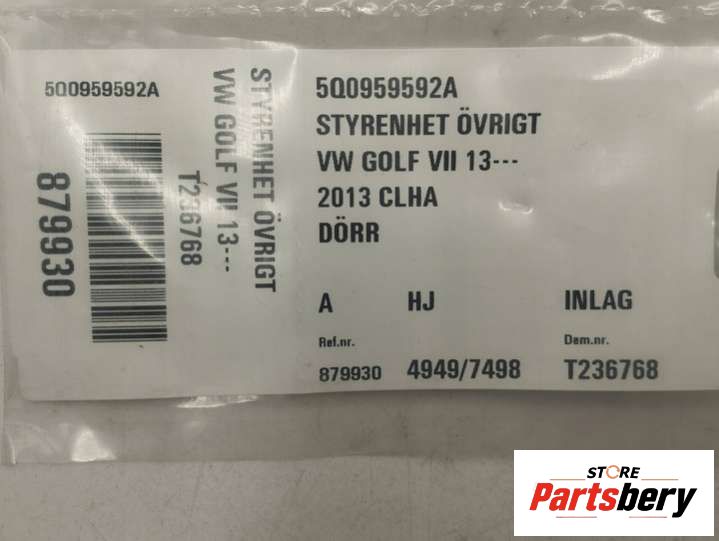 5Q0959592A
879930
T236768
VW GOLF VII 13---
STYRENHET ÖVRIGT
5Q0959592A
STYRENHET ÖVRIGT
VW GOLF VII 13---
2013 CLHA
DÖRR
A HJ INLAG
Ref.nr. Dem.nr.
879930 4949/7498 T236768
STORE
Partsbery